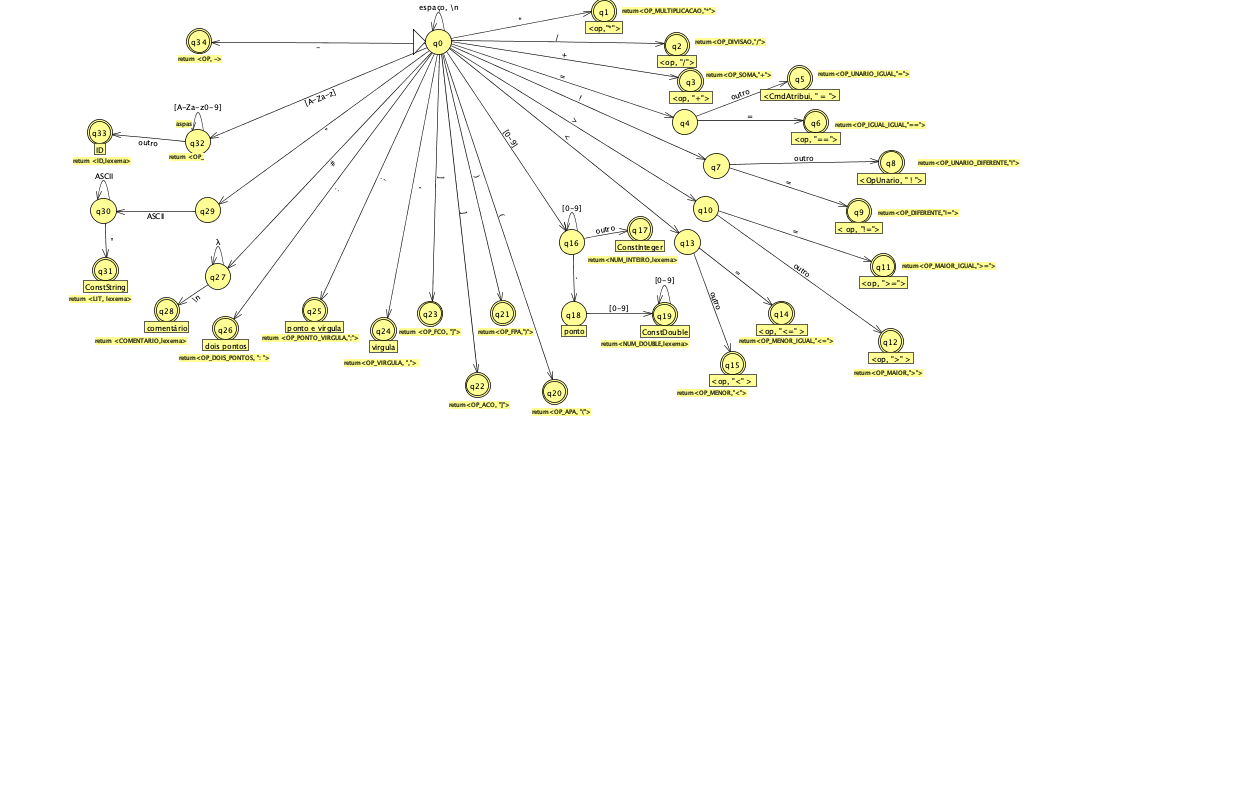 espaço, \n
q0
*
q1
return<OP_MULTIPLICACAO,"*">
<op,"*">
/
q2
return<OP_DIVISAO,"/">
<op, "/">
+
q3
return<OP_SOMA,"+">
<op, "+">
=
q4
outro
q5
return<OP_UNARIO_IGUAL,"=">
<CmdAtribui, " = ">
=
q6
return<OP_IGUAL_IGUAL,"==">
<op, "==">
!
q7
outro
q8
return<OP_UNARIO_DIFERENTE,"!">
<OpUnario, " ! ">
=
q9
return<OP_DIFERENTE,"!=">
< op, "!=">
>
q10
=
q11
return<OP_MAIOR_IGUAL,">=">
<op, ">=">
outro
q12
<op, ">" >
return<OP_MAIOR,">">
<
q13
=
q14
<op, "<=" >
return<OP_MENOR_IGUAL,"<=">
outro
q15
<op, "<" >
return<OP_MENOR,"<">
[0-9]
[0-9]
q16
outro
q17
ConstInteger
return<NUM_INTEIRO,lexema>
.
q18
ponto
[0-9]
[0-9]
q19
ConstDouble
return<NUM_DOUBLE,lexema>
(
q20
return<OP_APA, "(">
)
q21
return<OP_FPA,")">
]
q22
return<OP_ACO, "[">
]
q23
return <OP_FCO, "]">
,
q24
virgula
return<OP_VIRGULA, ",">
;
q25
ponto e virgula
return <OP_PONTO_VIRGULA,";">
:
q26
dois pontos
return<OP_DOIS_PONTOS, ": ">
#
λ
q27
\n
q28
comentário
return <COMENTARIO,lexema>
"
q29
ASCII
ASCII
q30
"
q31
ConstString
return <LIT, lexema>
[A-Za-z]
[A-Za-z0-9]
aspas
q32
return <OP_
outro
q33
ID
return <ID,lexema>
-
q34
return <OP, ->